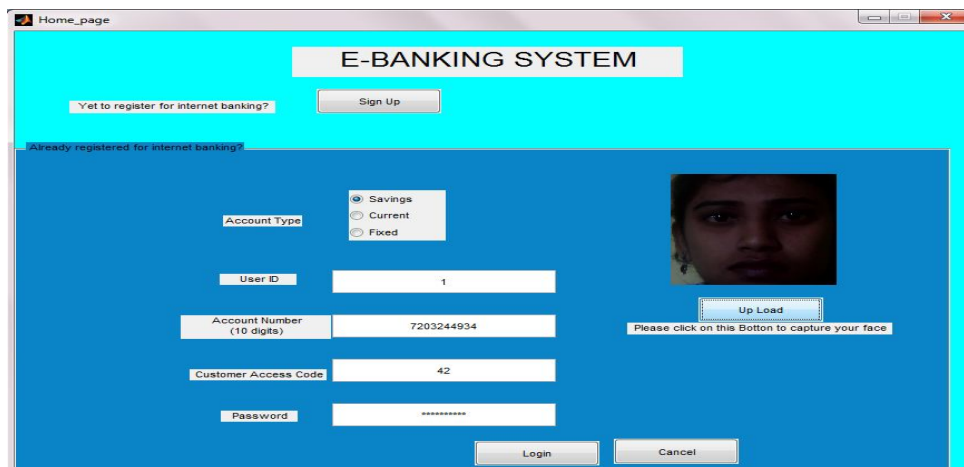 Home_page
E-BANKING SYSTEM
Yet to register for internet banking?
Sign Up
Already registered for internet banking?
Account Type
Savings
Current
Fixed
User ID
1
Account Number
(10 digits)
7203244934
Customer Access Code
42
Password
**********
Up Load
Please click on this Botton to capture your face
Login
Cancel